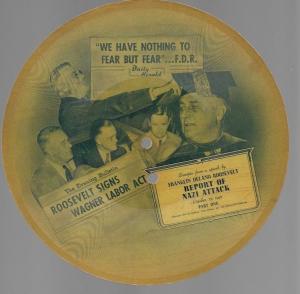 "WE HAVE NOTHING TO
FEAR BUT FEAR"...F.D.R.
Daily
Herald
The Evening Bulletin
ROOSEVELT SIGNS
WAGNER LABOR ACT
Excerpts from a speech by
FRANKLIN DELANO ROOSEVELT
REPORT OF
NAZI ATTACK
PART ONE